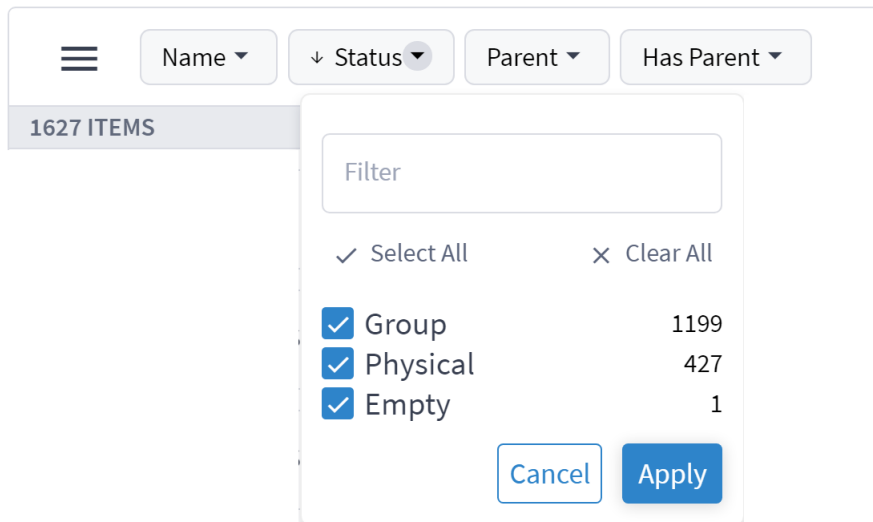 Name Status Parent Has Parent
1627 ITEMS
Filter
Select All Clear All
Group 1199
Physical 427
Empty 1
Cancel Apply